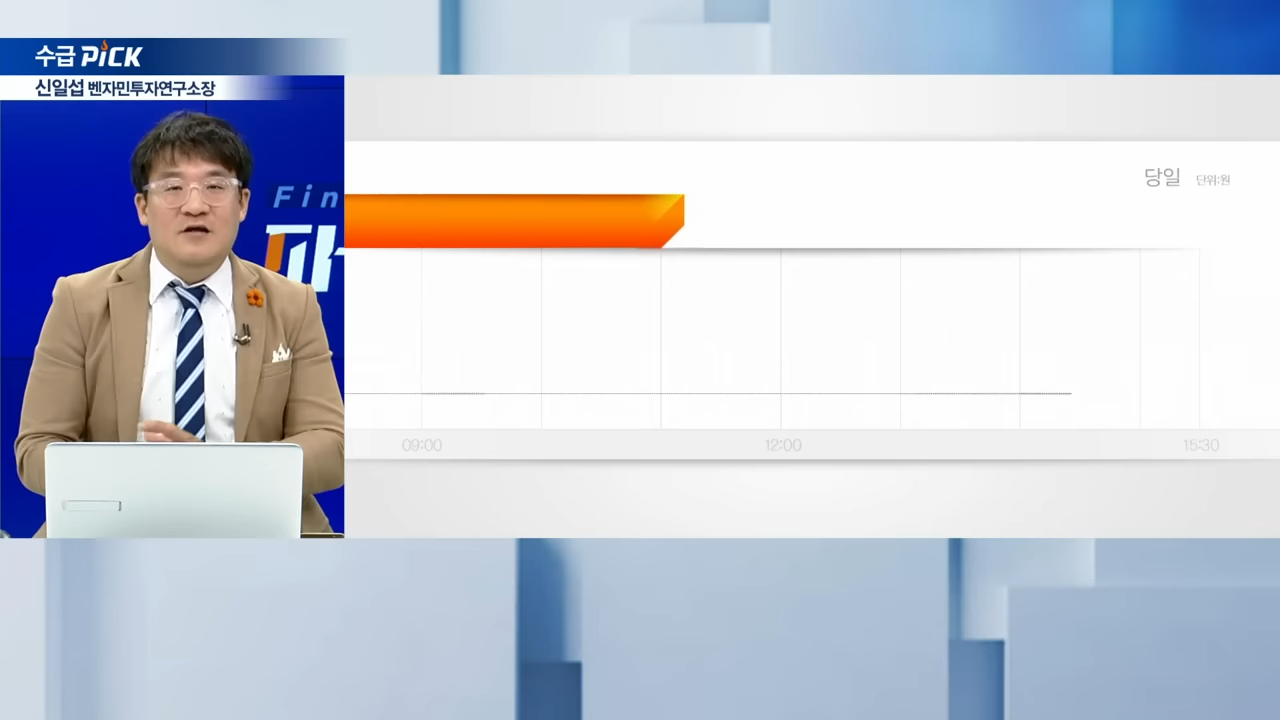 수급 PiCK
신일섭 벤자민투자연구소장
Fin
당일 단위:원
09:00 12:00 15:30